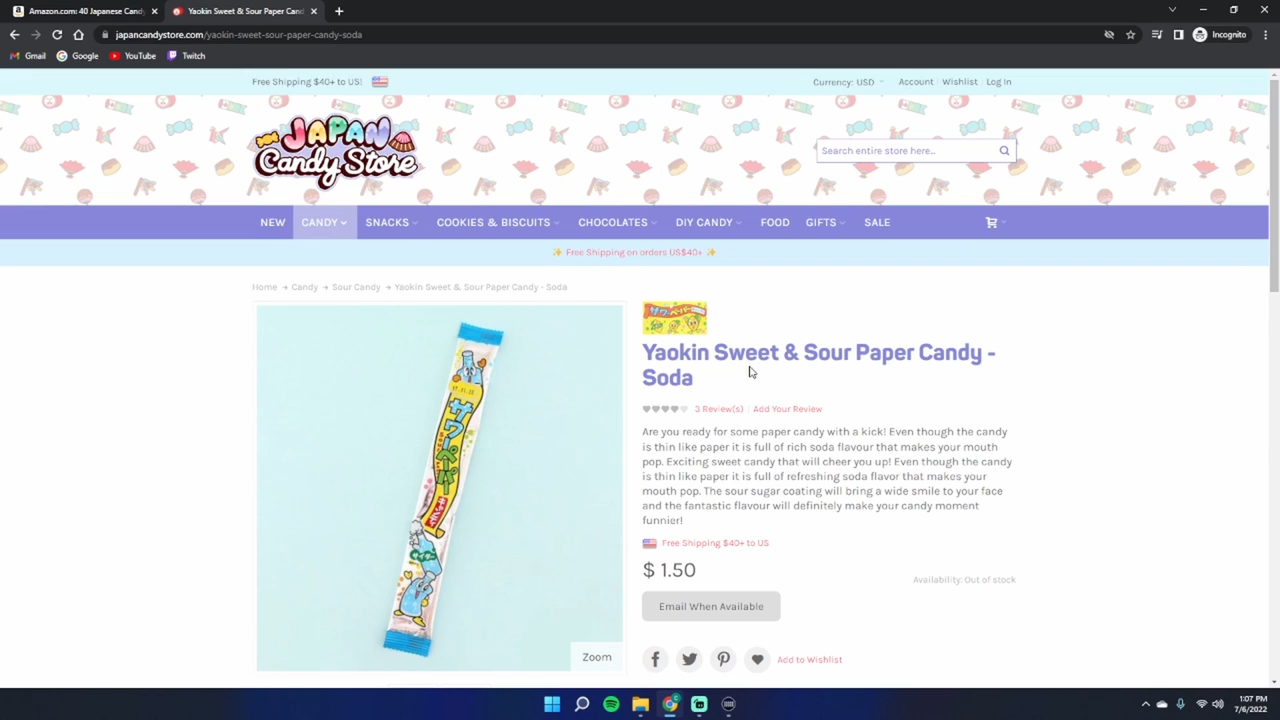 Amazon.com: 40 Japanese Candy
Yaokin Sweet & Sour Paper Cand
japancandystore.com/yaokin-sweet-sour-paper-candy-soda
Incognito
Gmail
Google
YouTube
Twitch
Free Shipping $40+ to US!
Currency: USD
Account
Wishlist
Log In
JAPAN
Candy Store
Search entire store here...
NEW
CANDY
SNACKS
COOKIES & BISCUITS
CHOCOLATES
DIY CANDY
FOOD
GIFTS
SALE
✨ Free Shipping on orders US$40+ ✨
Home → Candy → Sour Candy → Yaokin Sweet & Sour Paper Candy - Soda
サワーペーパー
Zoom
Yaokin Sweet & Sour Paper Candy -
Soda
3 Review(s)
Add Your Review
Are you ready for some paper candy with a kick! Even though the candy
is thin like paper it is full of rich soda flavour that makes your mouth
pop. Exciting sweet candy that will cheer you up! Even though the candy
is thin like paper it is full of refreshing soda flavor that makes your
mouth pop. The sour sugar coating will bring a wide smile to your face
and the fantastic flavour will definitely make your candy moment
funnier!
Free Shipping $40+ to US
$ 1.50
Availability: Out of stock
Email When Available
Add to Wishlist
1:07 PM
7/6/2022